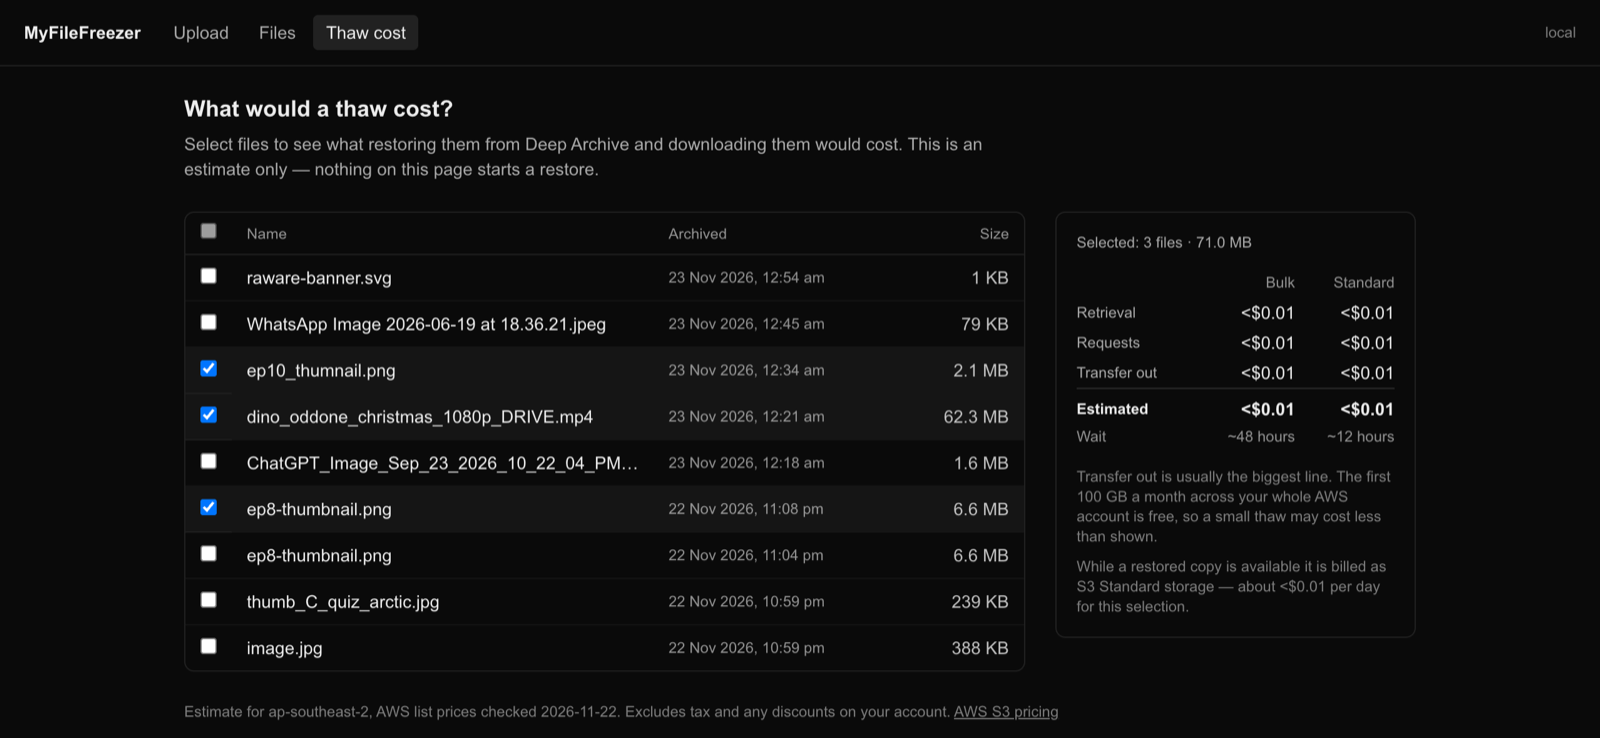 MyFileFreezer Upload Files Thaw cost local
What would a thaw cost?
Select files to see what restoring them from Deep Archive and downloading them would cost. This is an
estimate only — nothing on this page starts a restore.
Name Archived Size
raware-banner.svg 23 Nov 2026, 12:54 am 1 KB
WhatsApp Image 2026-06-19 at 18.36.21.jpeg 23 Nov 2026, 12:45 am 79 KB
ep10_thumnail.png 23 Nov 2026, 12:34 am 2.1 MB
dino_oddone_christmas_1080p_DRIVE.mp4 23 Nov 2026, 12:21 am 62.3 MB
ChatGPT_Image_Sep_23_2026_10_22_04_PM... 23 Nov 2026, 12:18 am 1.6 MB
ep8-thumbnail.png 22 Nov 2026, 11:08 pm 6.6 MB
ep8-thumbnail.png 22 Nov 2026, 11:04 pm 6.6 MB
thumb_C_quiz_arctic.jpg 22 Nov 2026, 10:59 pm 239 KB
image.jpg 22 Nov 2026, 10:59 pm 388 KB
Selected: 3 files · 71.0 MB
Bulk Standard
Retrieval <$0.01 <$0.01
Requests <$0.01 <$0.01
Transfer out <$0.01 <$0.01
Estimated <$0.01 <$0.01
Wait ~48 hours ~12 hours
Transfer out is usually the biggest line. The first
100 GB a month across your whole AWS
account is free, so a small thaw may cost less
than shown.
While a restored copy is available it is billed as
S3 Standard storage — about <$0.01 per day
for this selection.
Estimate for ap-southeast-2, AWS list prices checked 2026-11-22. Excludes tax and any discounts on your account. AWS S3 pricing